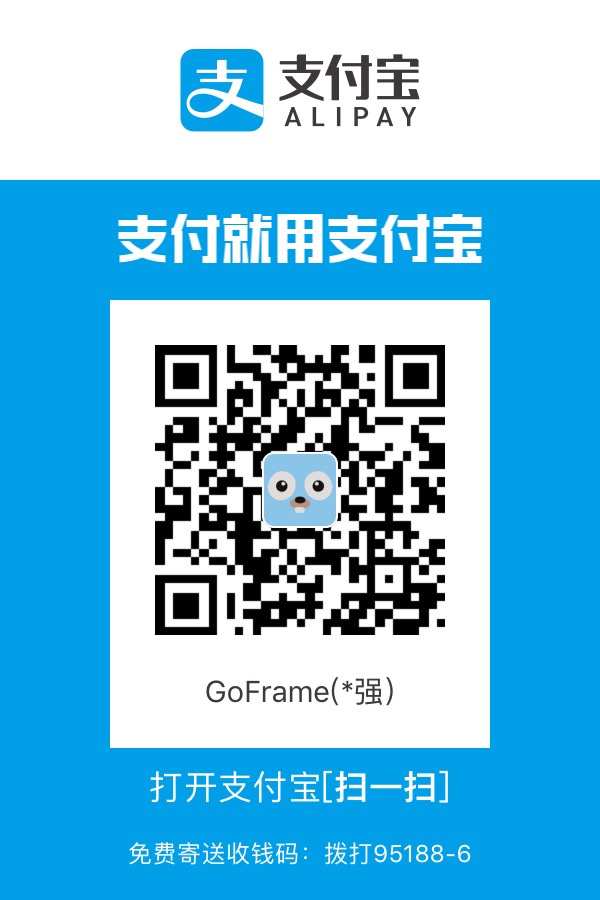 支
支付宝
ALIPAY
支付就用支付宝
GoFrame(*强)
打开支付宝[扫一扫]
免费寄送收钱码：拨打95188-6